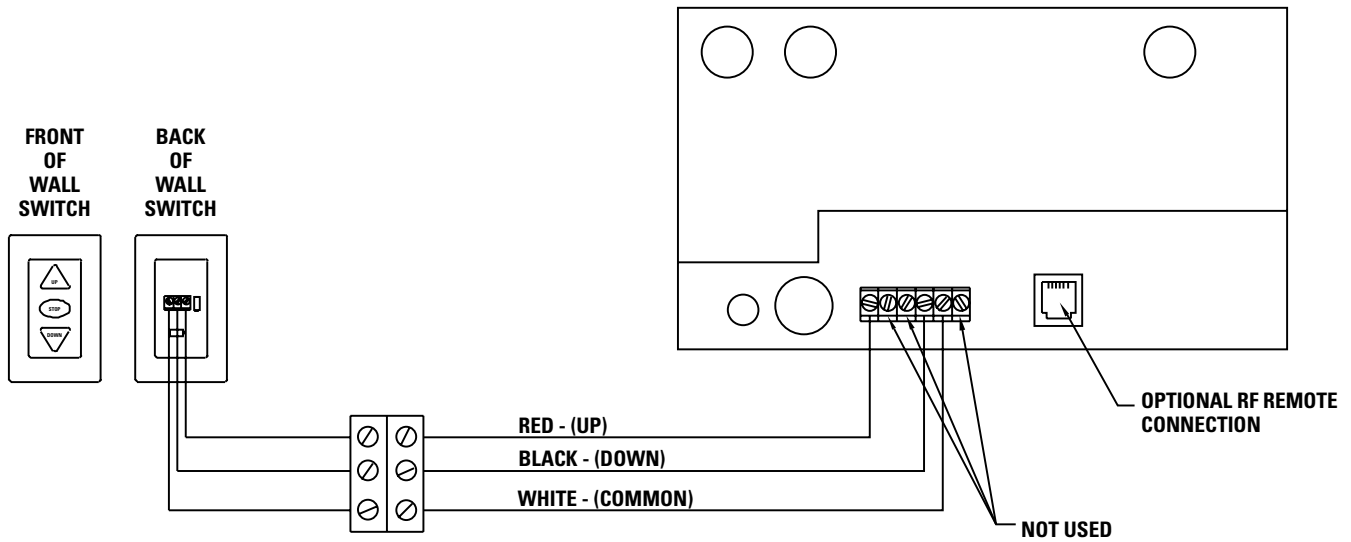 FRONT
OF
WALL
SWITCH
BACK
OF
WALL
SWITCH
UP
STOP
DOWN
RED - (UP)
BLACK - (DOWN)
WHITE - (COMMON)
OPTIONAL RF REMOTE
CONNECTION
NOT USED